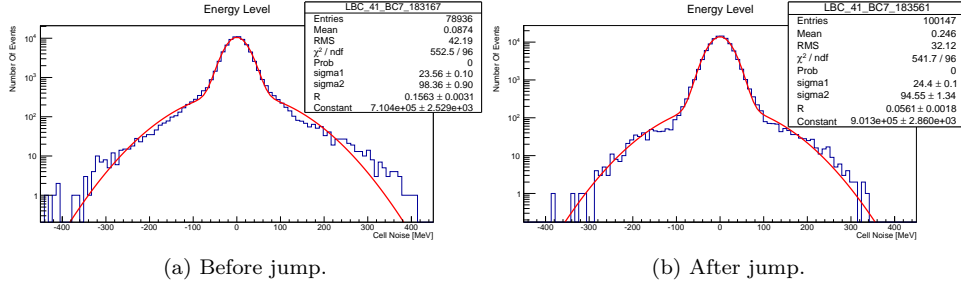 Energy Level
LBC_41_BC7_183167
Entries 78936
Mean 0.0874
RMS 42.19
χ² / ndf 552.5 / 96
Prob 0
sigma1 23.56 ± 0.10
sigma2 98.36 ± 0.90
R 0.1563 ± 0.0031
Constant 7.104e+05 ± 2.529e+03
Number Of Events
10⁴
10³
10²
10
1
-400 -300 -200 -100 0 100 200 300 400
Cell Noise [MeV]
(a) Before jump.
Energy Level
LBC_41_BC7_183561
Entries 100147
Mean 0.246
RMS 32.12
χ² / ndf 541.7 / 96
Prob 0
sigma1 24.4 ± 0.1
sigma2 94.55 ± 1.34
R 0.0561 ± 0.0018
Constant 9.013e+05 ± 2.860e+03
Number Of Events
10⁴
10³
10²
10
1
-400 -300 -200 -100 0 100 200 300 400
Cell Noise [MeV]
(b) After jump.